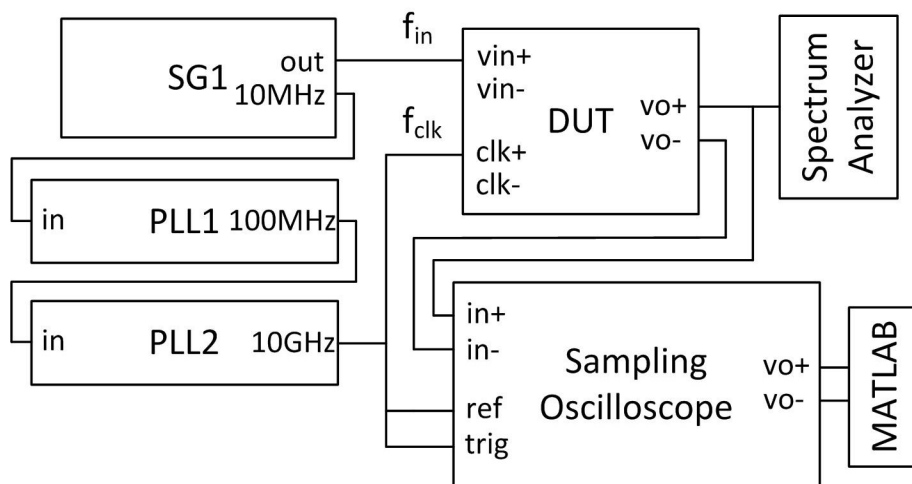 SG1
out
10MHz
f_in
f_clk
vin+
vin-
clk+
clk-
DUT
vo+
vo-
Spectrum
Analyzer
in
PLL1
100MHz
in
PLL2
10GHz
in+
in-
ref
trig
Sampling
Oscilloscope
vo+
vo-
MATLAB